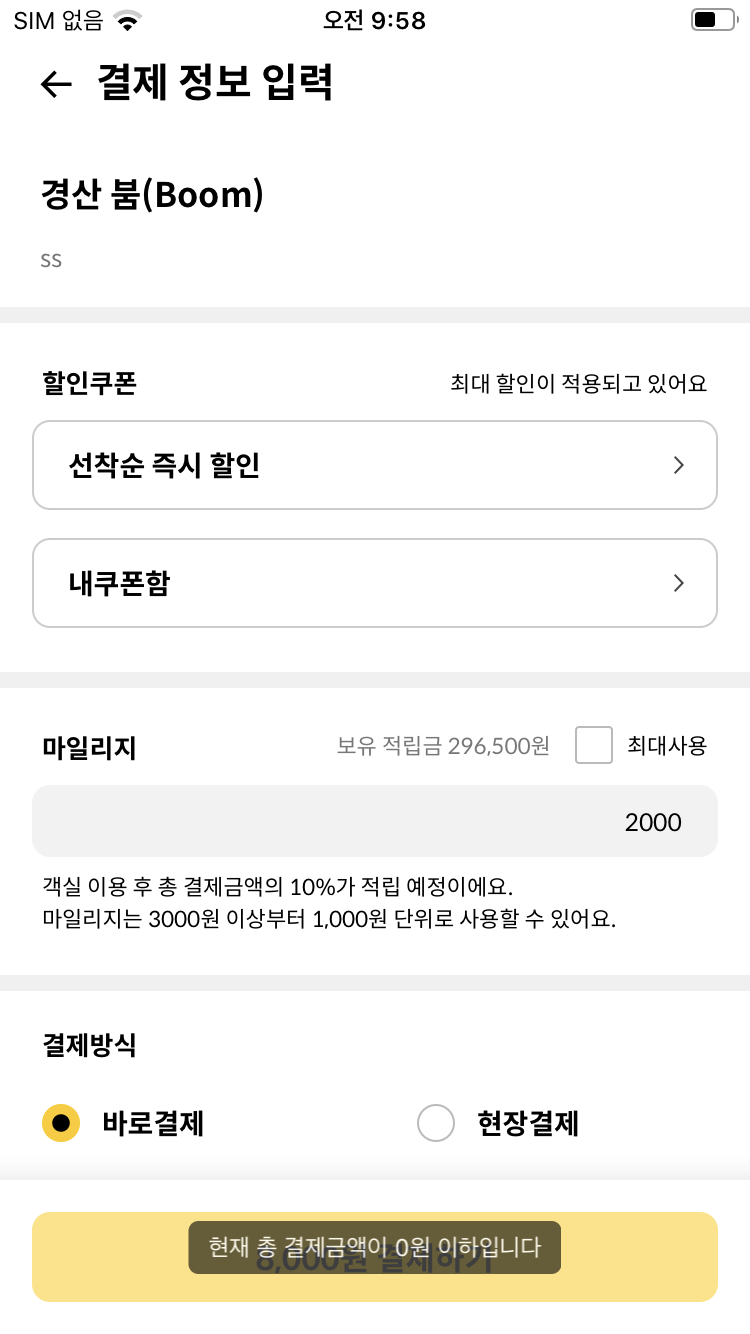 SIM 없음
오전 9:58
결제 정보 입력
경산 붐(Boom)
ss
할인쿠폰
최대 할인이 적용되고 있어요
선착순 즉시 할인
내쿠폰함
마일리지
보유 적립금 296,500원
최대사용
2000
객실 이용 후 총 결제금액의 10%가 적립 예정이에요.
마일리지는 3000원 이상부터 1,000원 단위로 사용할 수 있어요.
결제방식
바로결제
현장결제
현재 총 결제금액이 0원 이하입니다
8,000원 결제하기